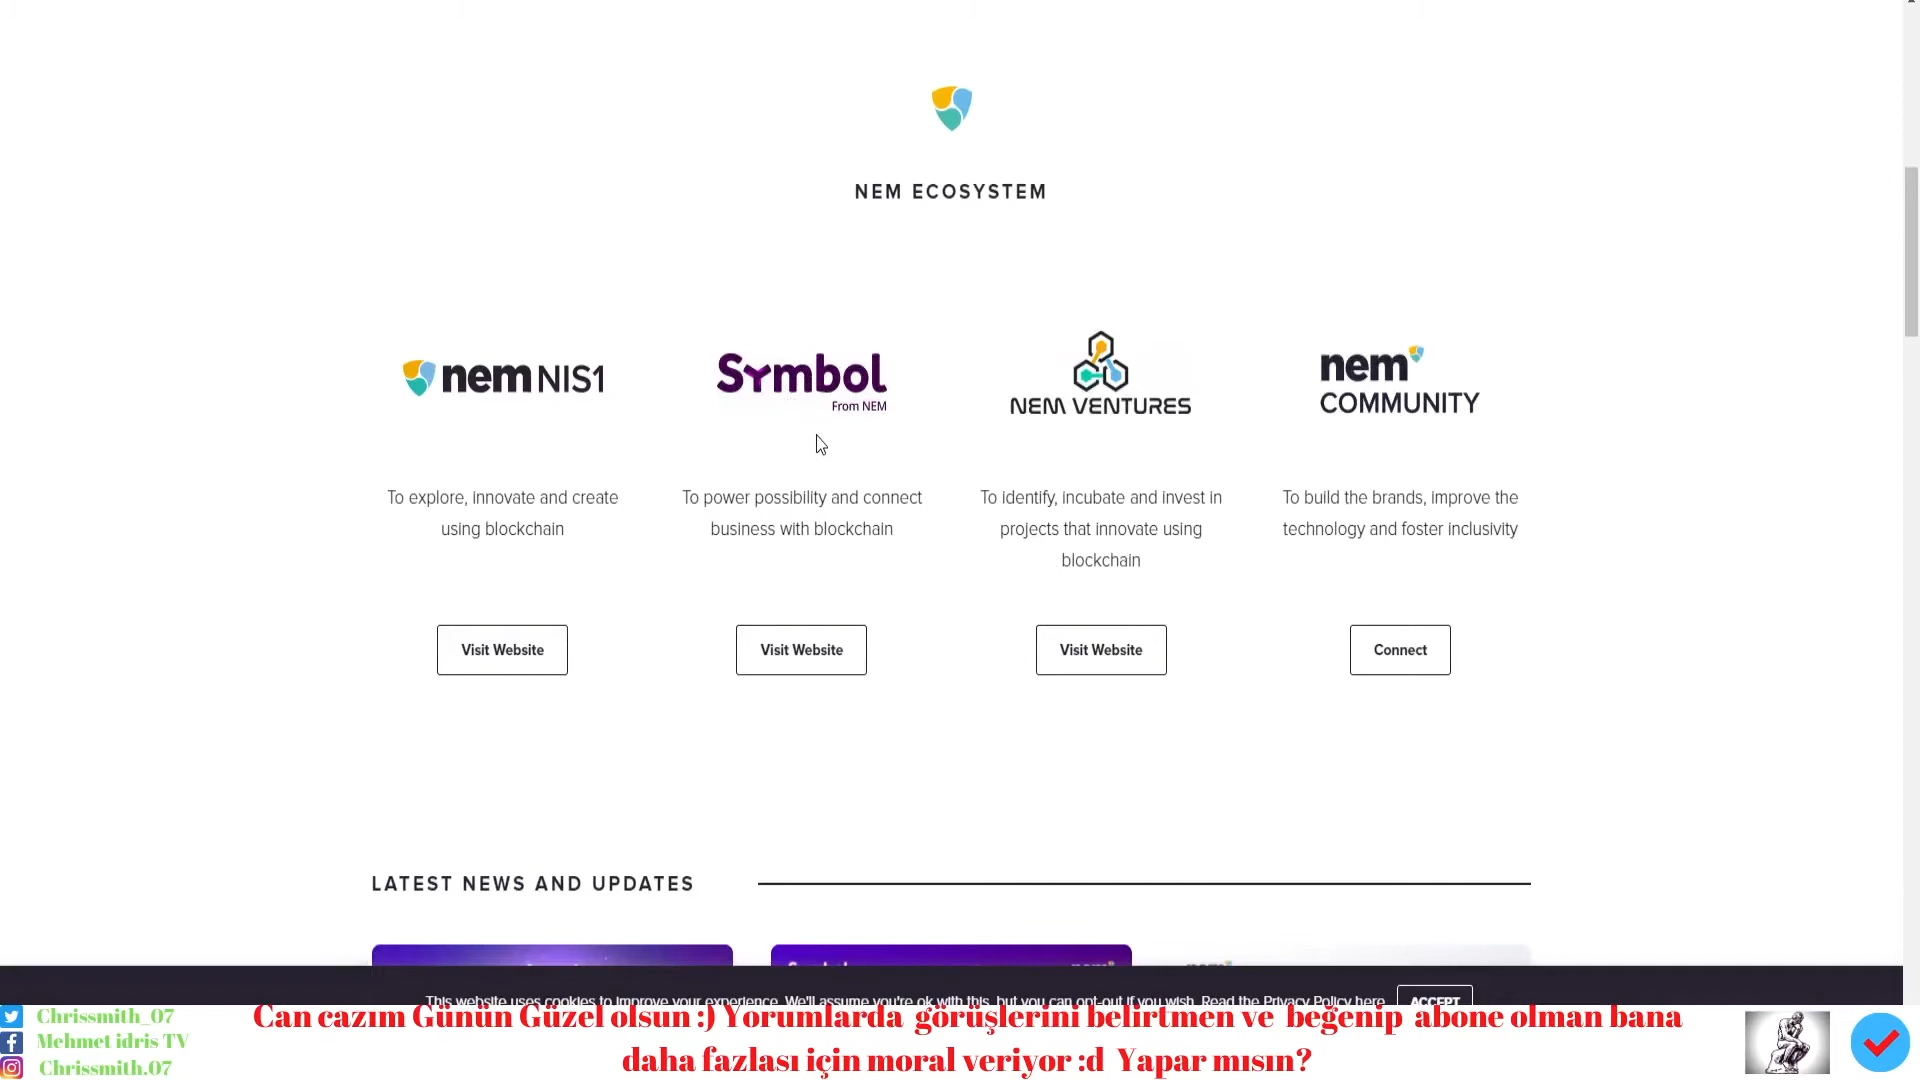 NEM ECOSYSTEM
nem NIS1
Symbol
From NEM
NEM VENTURES
nem
COMMUNITY
To explore, innovate and create
using blockchain
To power possibility and connect
business with blockchain
To identify, incubate and invest in
projects that innovate using
blockchain
To build the brands, improve the
technology and foster inclusivity
Visit Website
Visit Website
Visit Website
Connect
LATEST NEWS AND UPDATES
This website uses cookies to improve your experience. We'll assume you're ok with this, but you can opt-out if you wish. Read the Privacy Policy here
ACCEPT
Chrissmith_07
Mehmet idris TV
Chrissmith.07
Can cazım Günün Güzel olsun :) Yorumlarda görüşlerini belirtmen ve beğenip abone olman bana
daha fazlası için moral veriyor :d Yapar mısın?